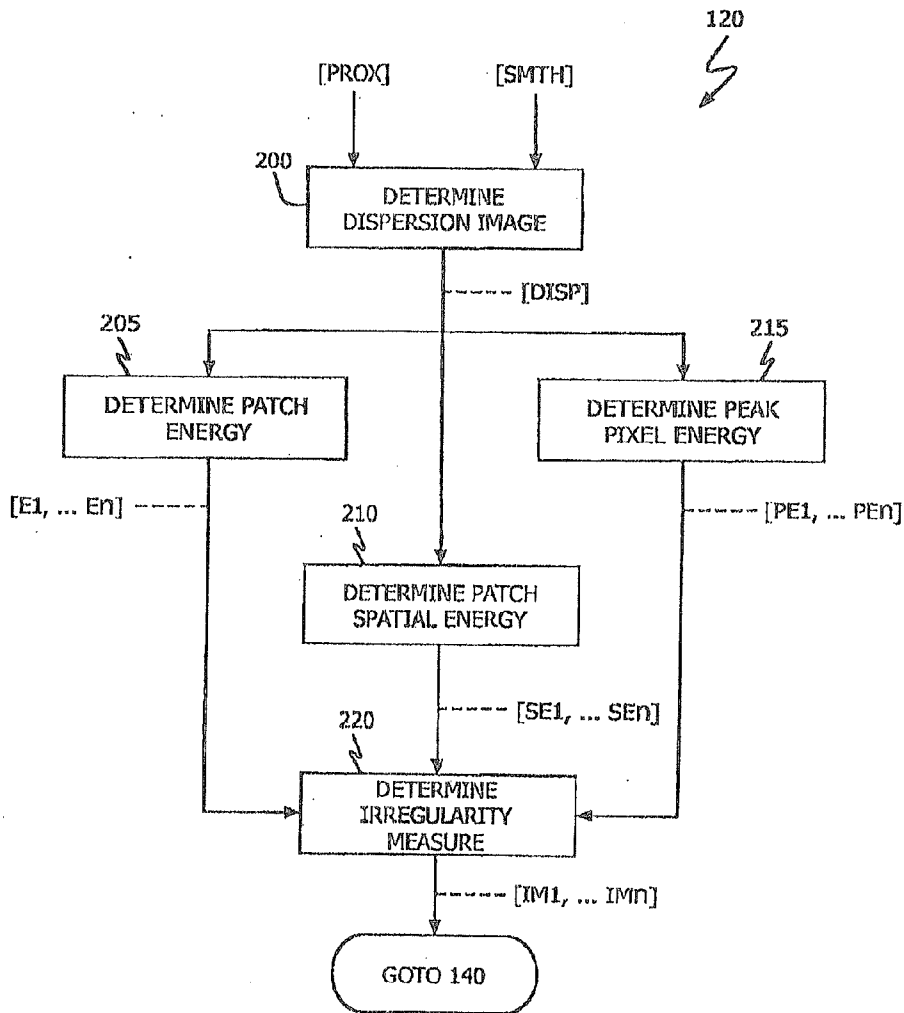 120
[PROX]
[SMTH]
200
DETERMINE
DISPERSION IMAGE
[DISP]
205
215
DETERMINE PATCH
ENERGY
DETERMINE PEAK
PIXEL ENERGY
[E1, ... En]
[PE1, ... PEn]
210
DETERMINE PATCH
SPATIAL ENERGY
[SE1, ... SEn]
220
DETERMINE
IRREGULARITY
MEASURE
[IM1, ... IMn]
GOTO 140